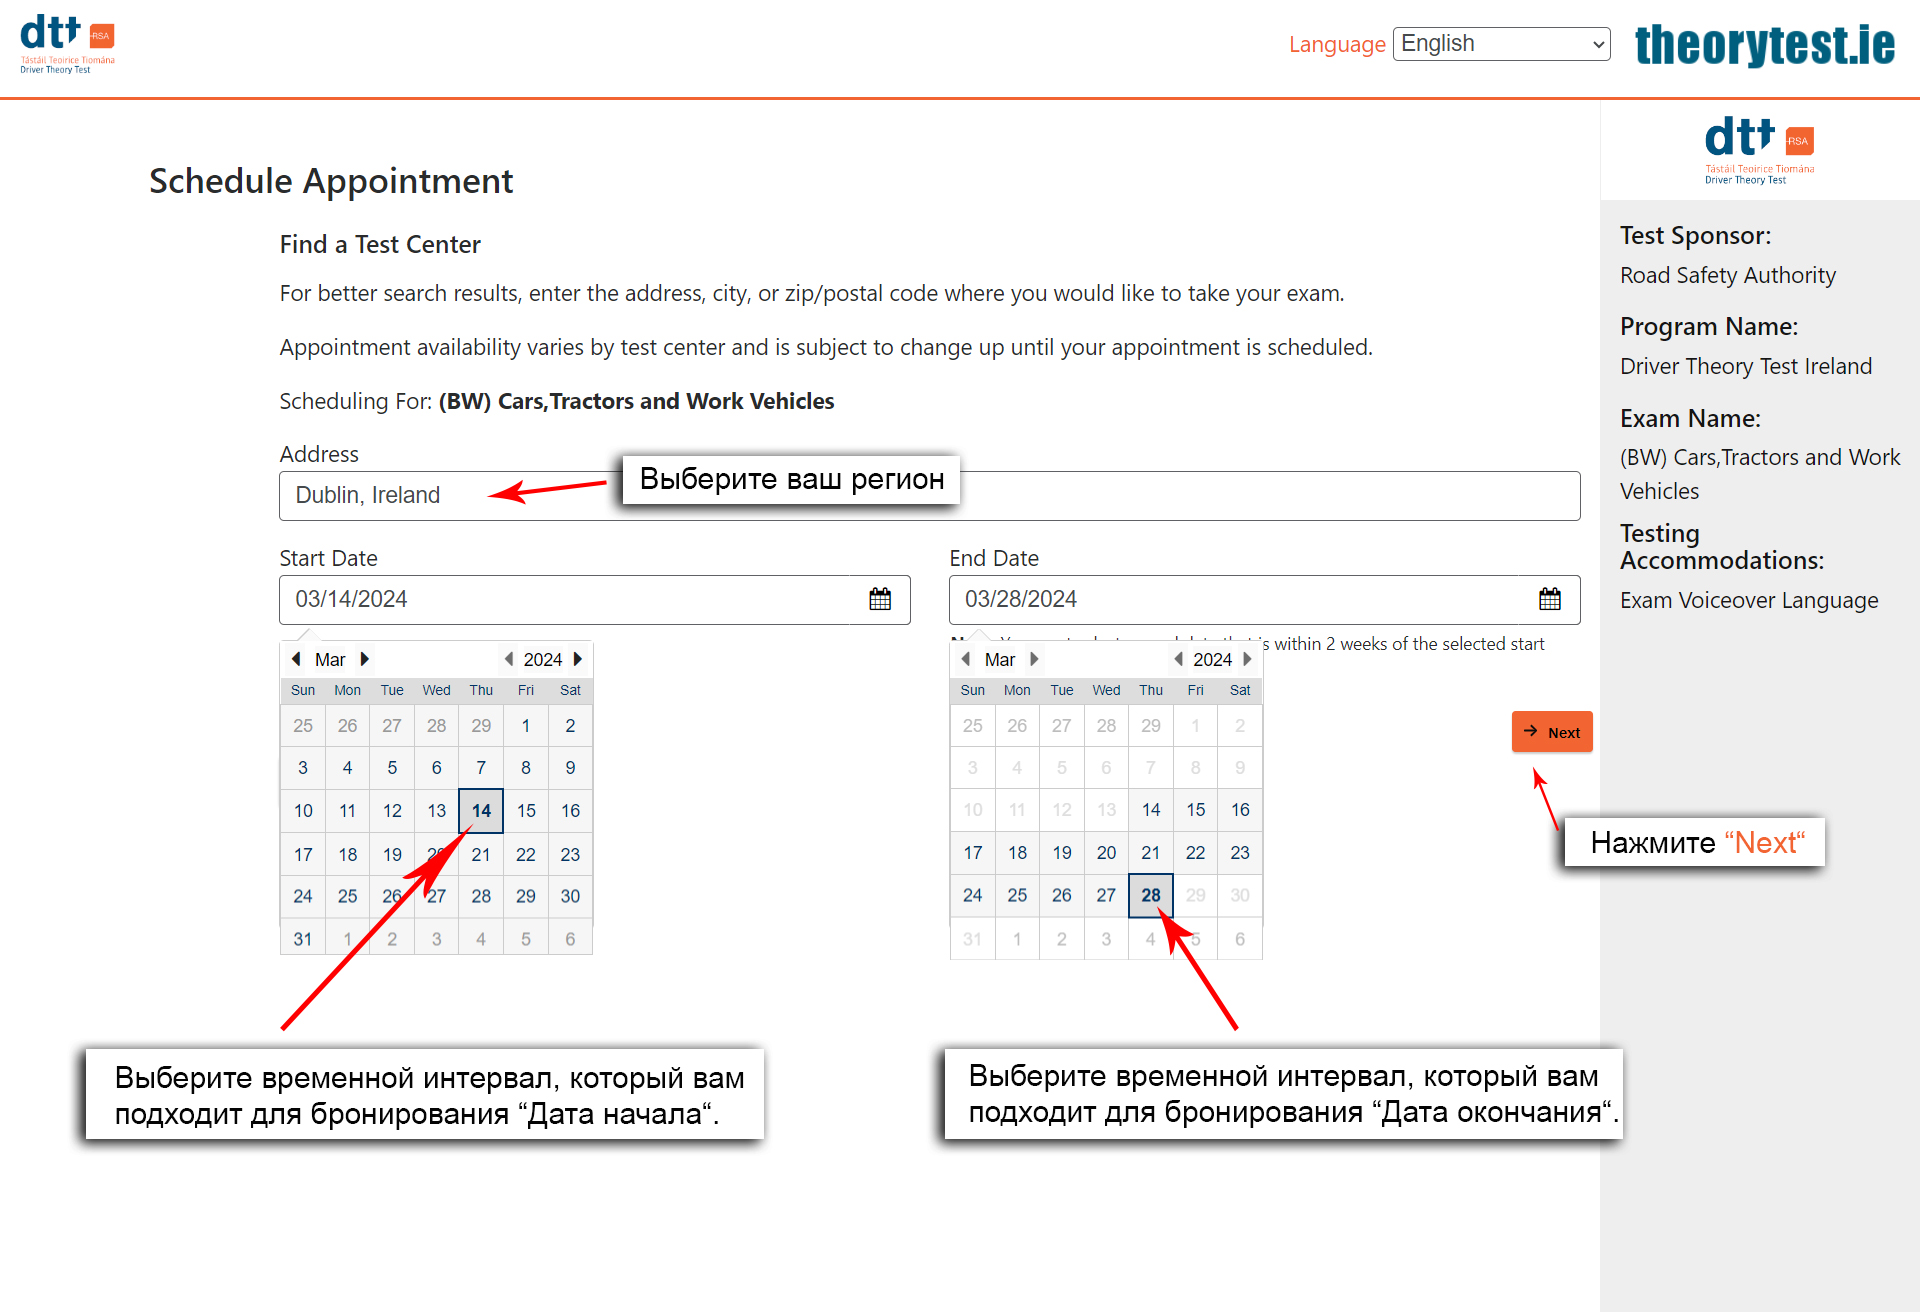 dtt RSA
Tástáil Teoirice Tiomána
Driver Theory Test
Language English
theorytest.ie
dtt RSA
Tástáil Teoirice Tiomána
Driver Theory Test
Schedule Appointment
Find a Test Center
For better search results, enter the address, city, or zip/postal code where you would like to take your exam.
Appointment availability varies by test center and is subject to change up until your appointment is scheduled.
Scheduling For: (BW) Cars,Tractors and Work Vehicles
Address
Dublin, Ireland
Выберите ваш регион
Start Date
03/14/2024
Mar 2024
Sun Mon Tue Wed Thu Fri Sat
25 26 27 28 29 1 2
3 4 5 6 7 8 9
10 11 12 13 14 15 16
17 18 19 20 21 22 23
24 25 26 27 28 29 30
31 1 2 3 4 5 6
End Date
03/28/2024
is within 2 weeks of the selected start
Mar 2024
Sun Mon Tue Wed Thu Fri Sat
25 26 27 28 29 1 2
3 4 5 6 7 8 9
10 11 12 13 14 15 16
17 18 19 20 21 22 23
24 25 26 27 28 29 30
31 1 2 3 4 5 6
Next
Нажмите “Next“
Выберите временной интервал, который вам
подходит для бронирования “Дата начала“.
Выберите временной интервал, который вам
подходит для бронирования “Дата окончания“.
Test Sponsor:
Road Safety Authority
Program Name:
Driver Theory Test Ireland
Exam Name:
(BW) Cars,Tractors and Work
Vehicles
Testing
Accommodations:
Exam Voiceover Language